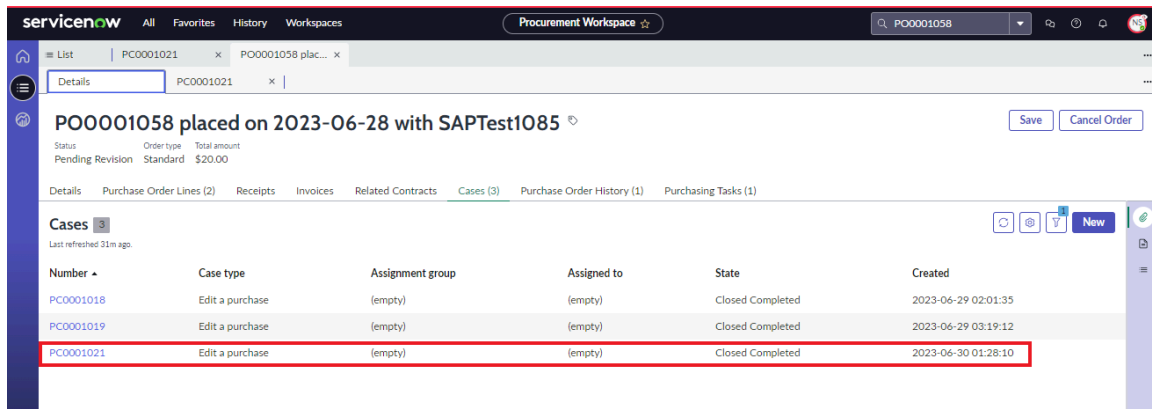 servicenow All Favorites History Workspaces Procurement Workspace PO0001058 NS
List PC0001021 × PO0001058 plac... ×
Details PC0001021 ×
PO0001058 placed on 2023-06-28 with SAPTest1085
Save Cancel Order
Status Order type Total amount
Pending Revision Standard $20.00
Details Purchase Order Lines (2) Receipts Invoices Related Contracts Cases (3) Purchase Order History (1) Purchasing Tasks (1)
Cases 3 1 New
Last refreshed 31m ago.
Number Case type Assignment group Assigned to State Created
PC0001018 Edit a purchase (empty) (empty) Closed Completed 2023-06-29 02:01:35
PC0001019 Edit a purchase (empty) (empty) Closed Completed 2023-06-29 03:19:12
PC0001021 Edit a purchase (empty) (empty) Closed Completed 2023-06-30 01:28:10